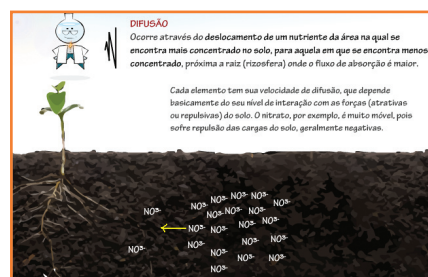 DIFUSÃO
Ocorre através do deslocamento de um nutriente da área na qual se
encontra mais concentrado no solo, para aquela em que se encontra menos
concentrado, próxima a raiz (rizosfera) onde o fluxo de absorção é maior.
N
Cada elemento tem sua velocidade de difusão, que depende
basicamente do seu nível de interação com as forças (atrativas
ou repulsivas) do solo. O nitrato, por exemplo, é muito móvel, pois
sofre repulsão das cargas do solo, geralmente negativas.
NO³⁻ NO³⁻ NO³⁻
NO³⁻ NO³⁻
NO³⁻ NO³⁻ NO³⁻ NO³⁻
NO³⁻
NO³⁻ NO³⁻ NO³⁻
NO³⁻ NO³⁻ NO³⁻
NO³⁻ NO³⁻
NO³⁻ NO³⁻
NO³⁻